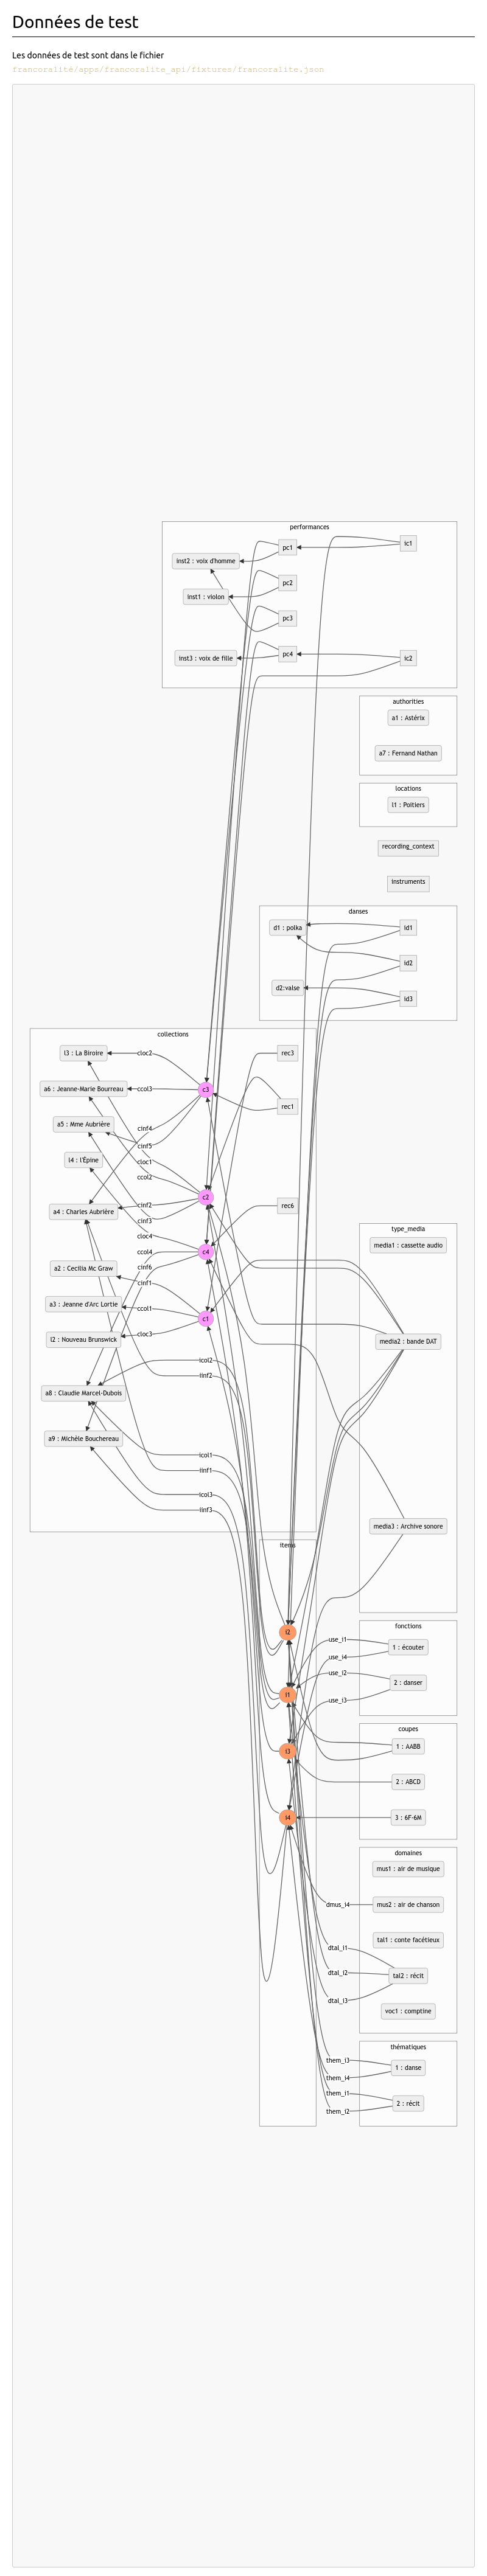 Données de test
Les données de test sont dans le fichier
francoralité/apps/francoralite_api/fixtures/francoralite.json
performances
pc1
ic1
inst2 : voix d'homme
pc2
inst1 : violon
pc3
pc4
inst3 : voix de fille
ic2
authorities
a1 : Astérix
a7 : Fernand Nathan
locations
l1 : Poitiers
recording_context
instruments
danses
d1 : polka
id1
id2
d2:valse
id3
collections
l3 : La Biroire
cloc2
rec3
a6 : Jeanne-Marie Bourreau
ccol3
c3
rec1
a5 : Mme Aubrière
cinf4
cinf5
l4 : l'Épine
cloc1
ccol2
c2
a4 : Charles Aubrière
cinf2
rec6
cinf3
cloc4
type_media
media1 : cassette audio
ccol4
c4
a2 : Cecilia Mc Graw
cinf6
cinf1
a3 : Jeanne d'Arc Lortie
ccol1
c1
l2 : Nouveau Brunswick
cloc3
media2 : bande DAT
icol2
iinf2
a8 : Claudie Marcel-Dubois
a9 : Michèle Bouchereau
icol1
iinf1
icol3
iinf3
media3 : Archive sonore
items
fonctions
i2
use_i1
1 : écouter
use_i4
use_i2
2 : danser
i1
use_i3
coupes
1 : AABB
i3
2 : ABCD
i4
3 : 6F-6M
domaines
mus1 : air de musique
dmus_i4
mus2 : air de chanson
tal1 : conte facétieux
dtal_i1
dtal_i2
tal2 : récit
dtal_i3
voc1 : comptine
thématiques
them_i3
1 : danse
them_i4
them_i1
2 : récit
them_i2